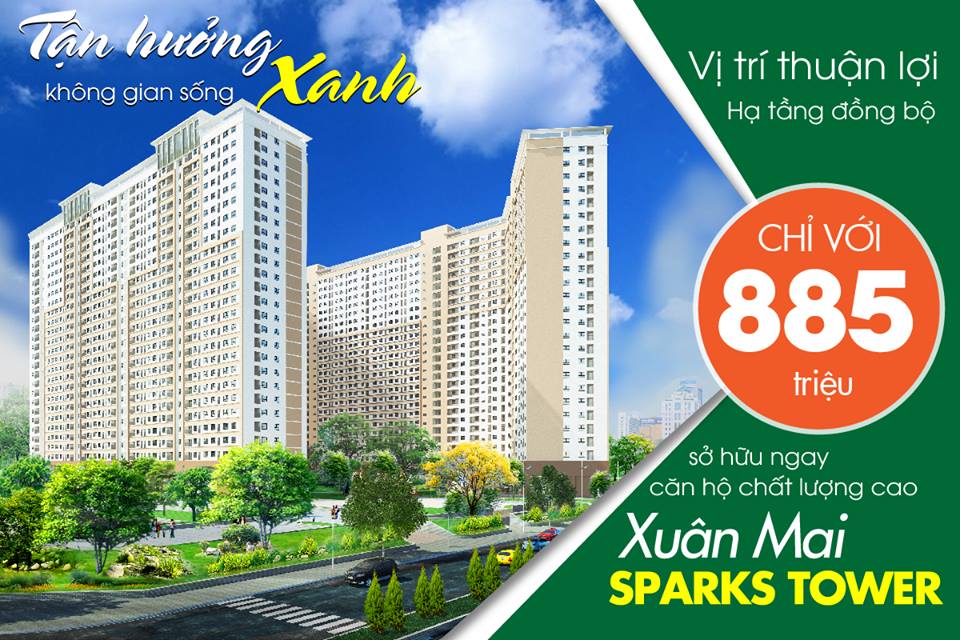 Tận hưởng
không gian sống Xanh
Vị trí thuận lợi
Hạ tầng đồng bộ
CHỈ VỚI
885
triệu
sở hữu ngay
căn hộ chất lượng cao
Xuân Mai
SPARKS TOWER